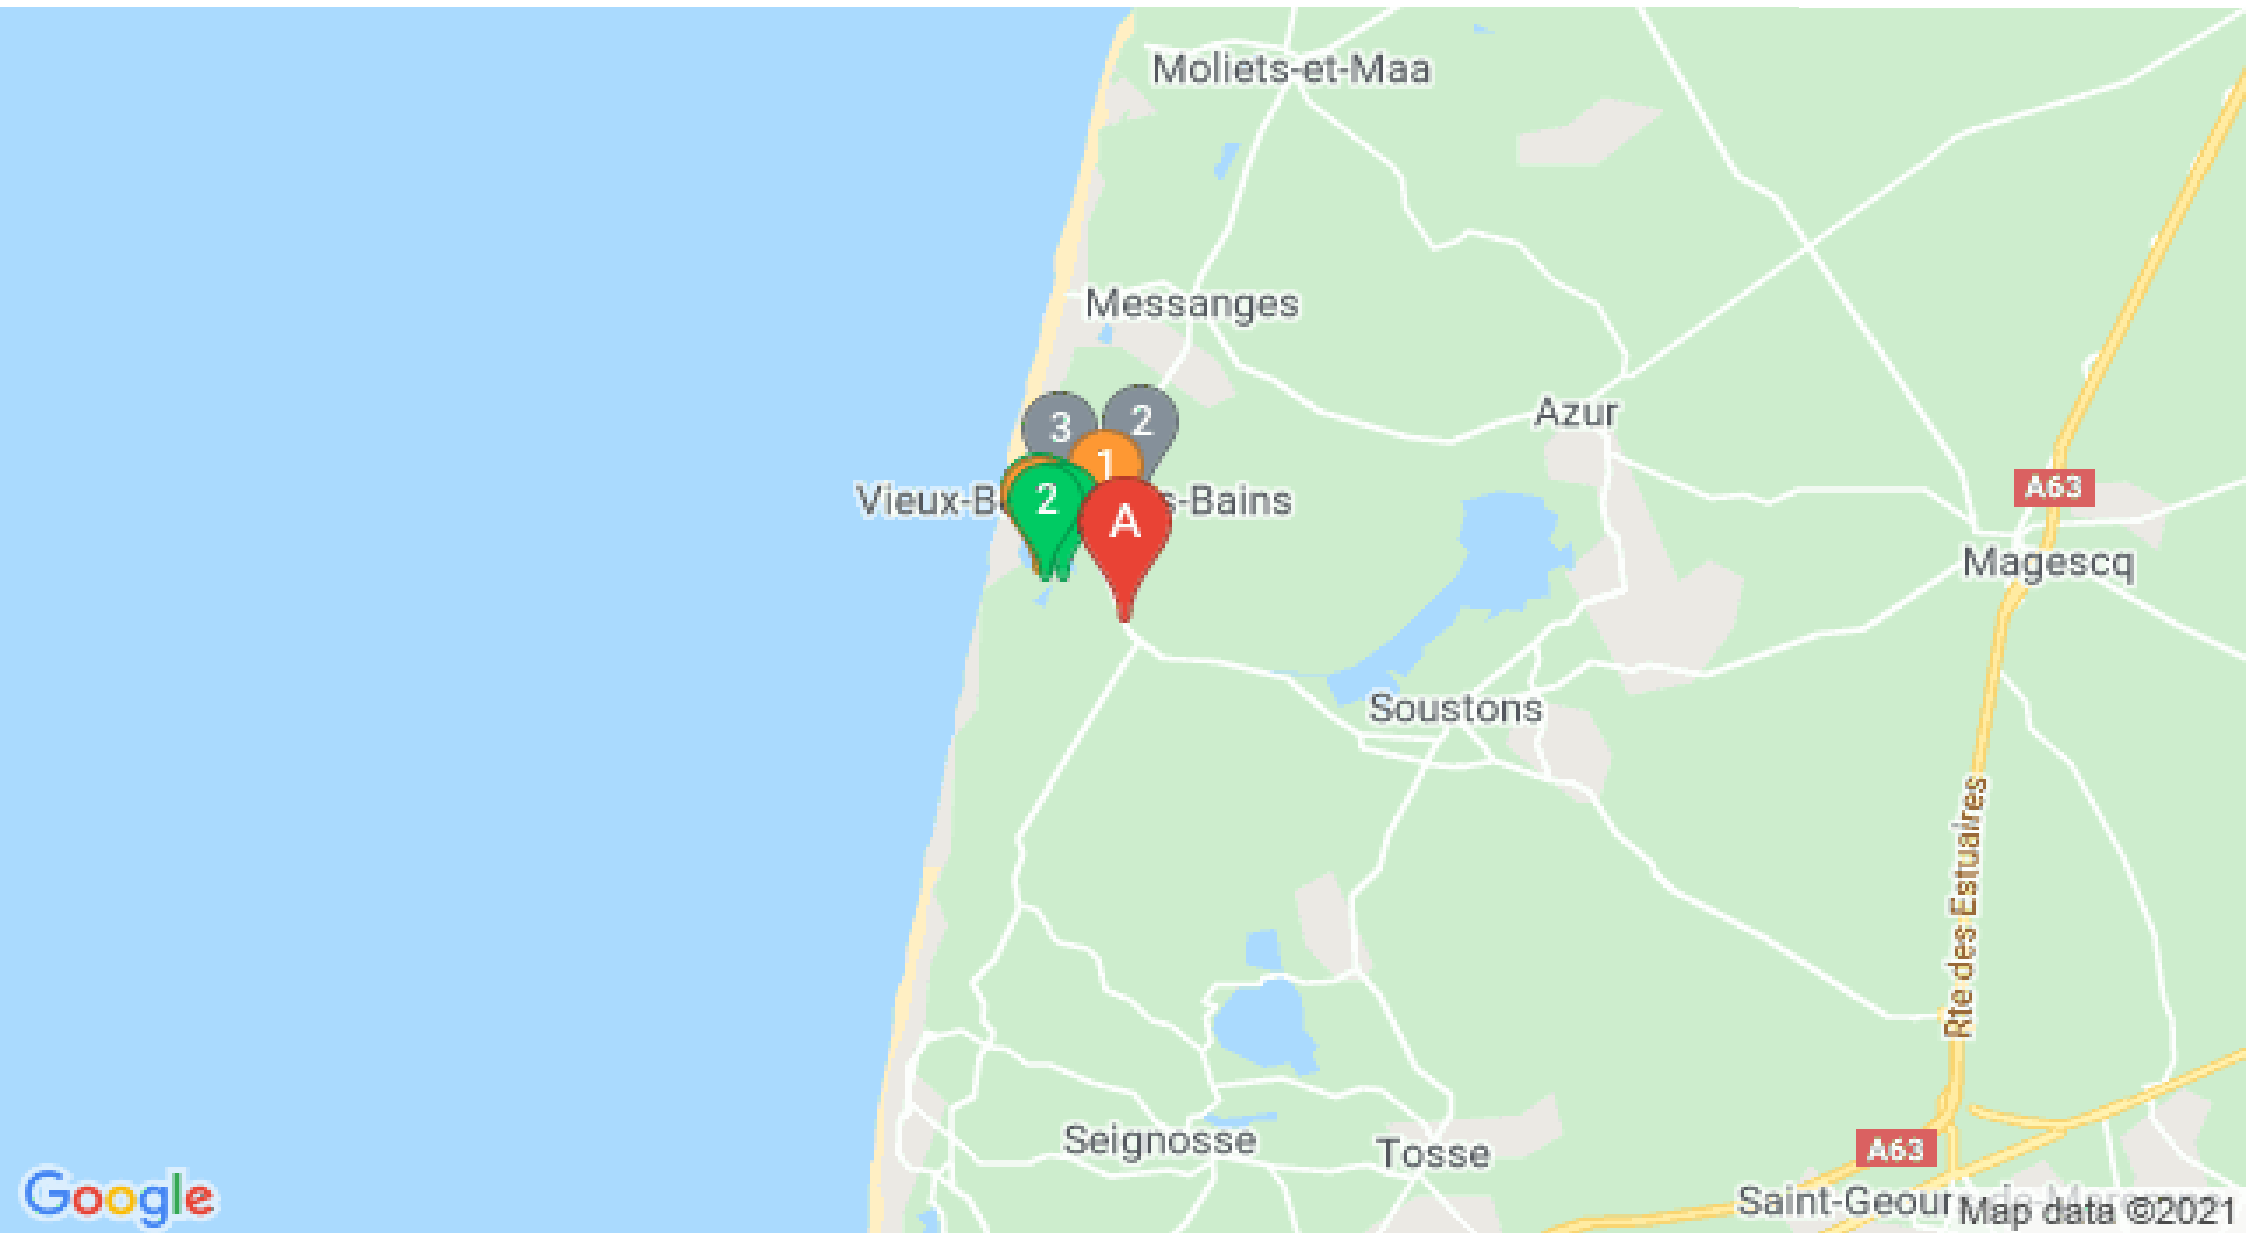 Moliets-et-Maa
Messanges
Azur
3
2
1
A63
Vieux-B
2
A
s-Bains
Magescq
Soustons
Rte des Estuaires
Seignosse
Tosse
A63
Saint-Geour
Google
Map data ©2021